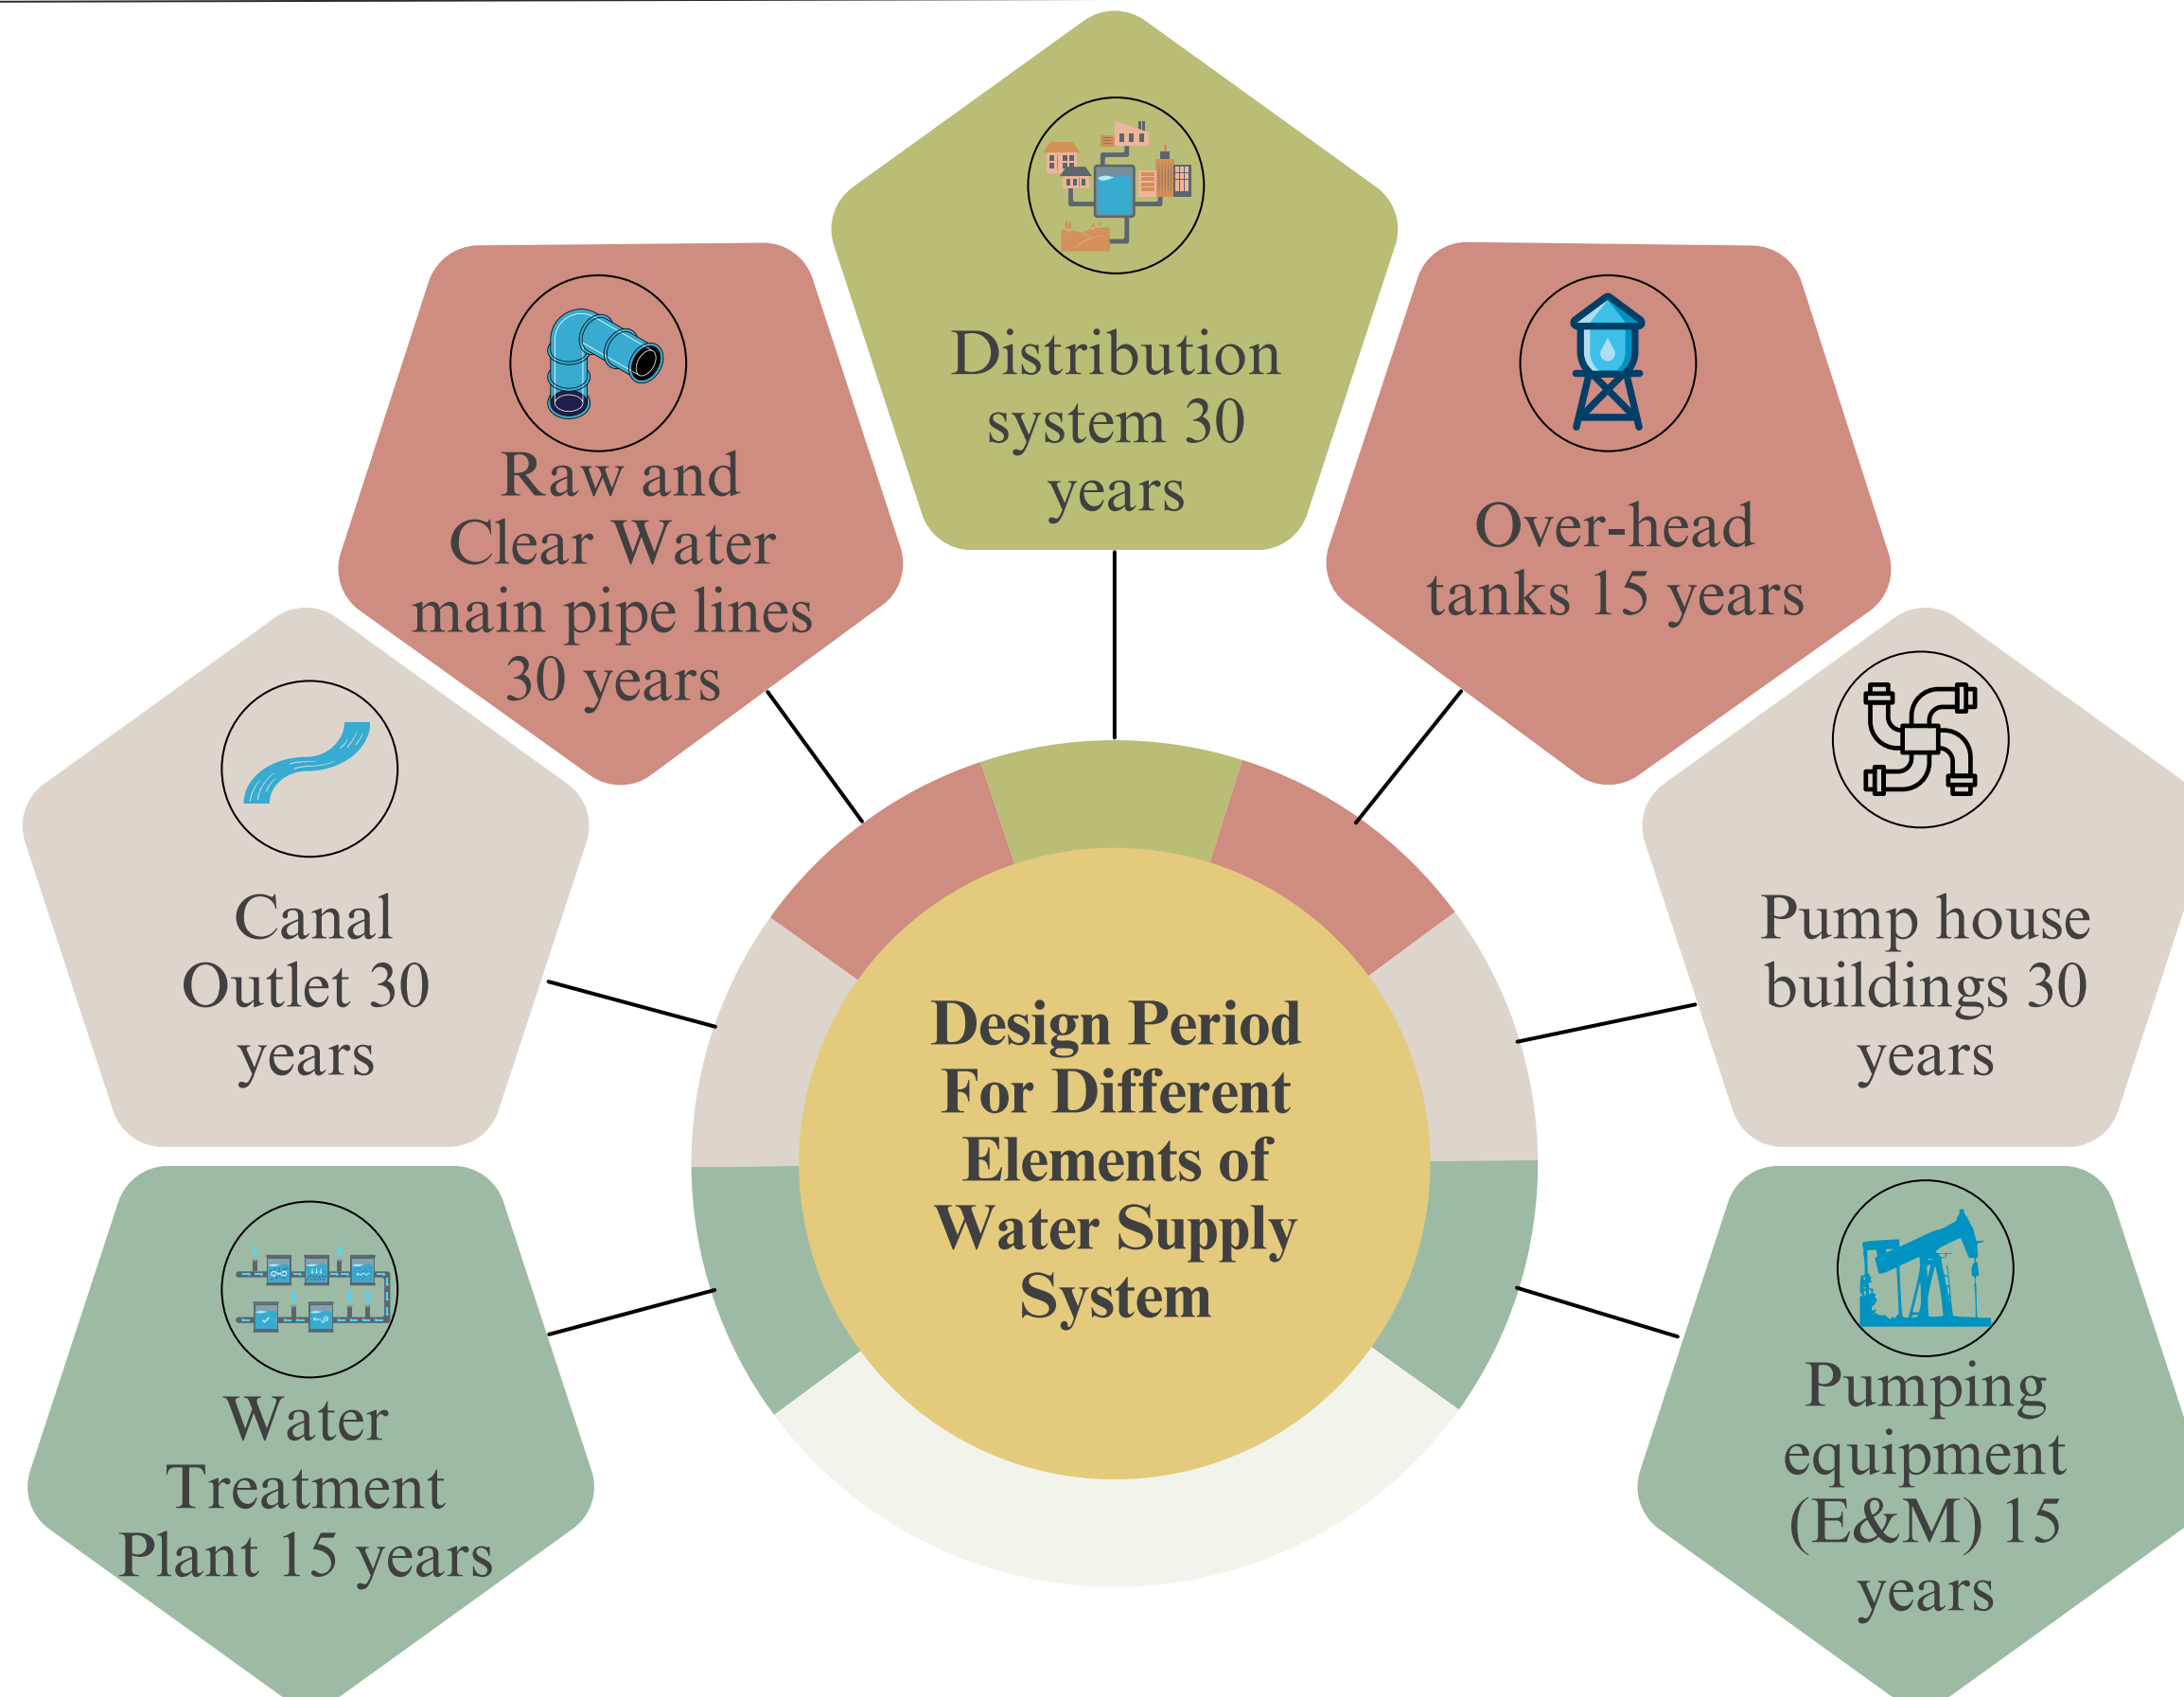 Distribution
system 30
years
Raw and
Clear Water
main pipe lines
30 years
Over-head
tanks 15 years
Canal
Outlet 30
years
Pump house
buildings 30
years
Design Period
For Different
Elements of
Water Supply
System
Water
Treatment
Plant 15 years
Pumping
equipment
(E&M) 15
years